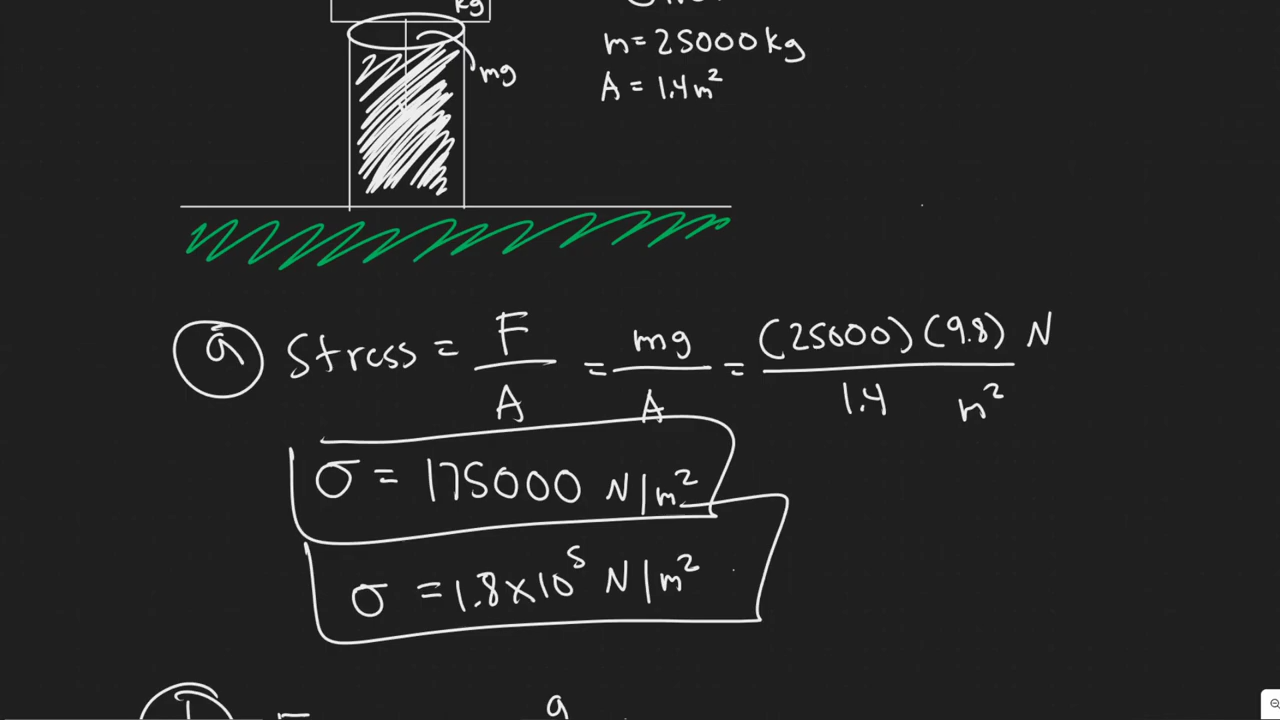 kg
m = 25000 kg
mg
A = 1.4 m²
a Stress = F/A = mg/A = (25000)(9.8) N / 1.4 m²
σ = 175000 N/m²
σ = 1.8×10⁵ N/m²